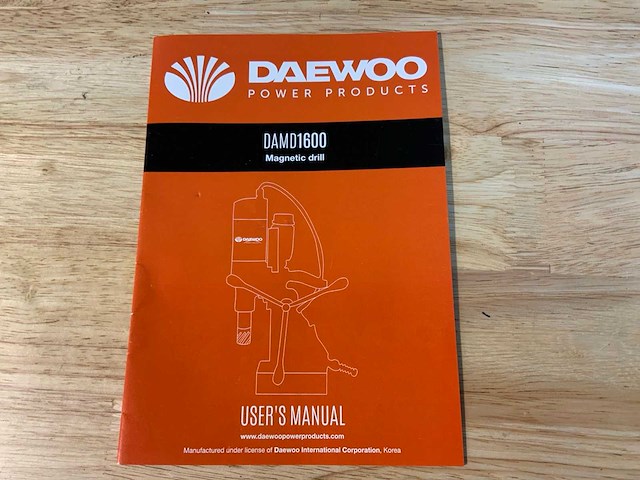 DAEWOO
POWER PRODUCTS
DAMD1600
Magnetic drill
DAEWOO
USER'S MANUAL
www.daewoopowerproducts.com
Manufactured under license of Daewoo International Corporation, Korea